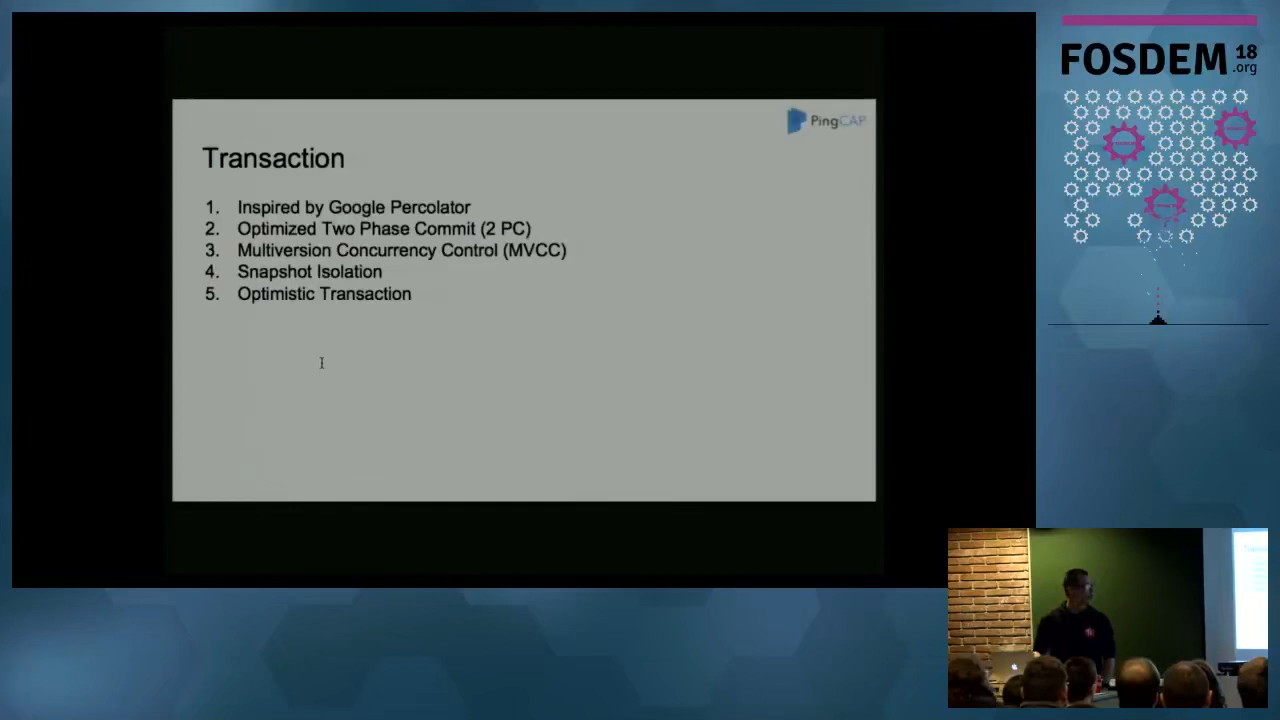 PingCAP
Transaction
1. Inspired by Google Percolator
2. Optimized Two Phase Commit (2 PC)
3. Multiversion Concurrency Control (MVCC)
4. Snapshot Isolation
5. Optimistic Transaction
FOSDEM 18
.org